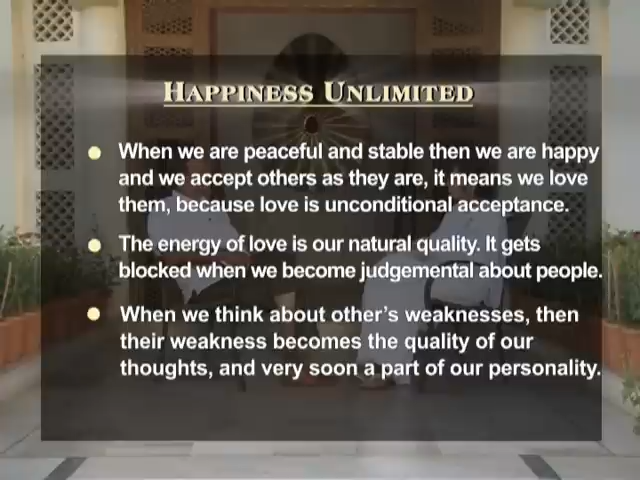 HAPPINESS UNLIMITED
When we are peaceful and stable then we are happy
and we accept others as they are, it means we love
them, because love is unconditional acceptance.
The energy of love is our natural quality. It gets
blocked when we become judgemental about people.
When we think about other's weaknesses, then
their weakness becomes the quality of our
thoughts, and very soon a part of our personality.